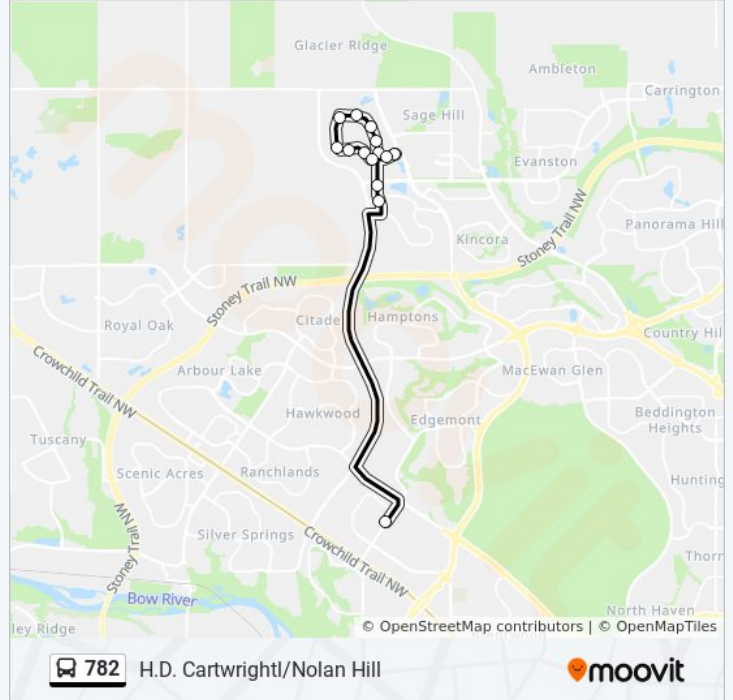 Glacier Ridge
Ambleton
Carrington
Sage Hill
Evanston
Stoney Trail NW
Panorama Hill
Kincora
Stoney Trail NW
Royal Oak
Citade
Hamptons
Country Hil
Crowchild Trail NW
Arbour Lake
MacEwan Glen
Hawkwood
Edgemont
Beddington
Heights
Tuscany
Scenic Acres
Ranchlands
Hunting
Stoney Trail NW
Silver Springs
Crowchild Trail NW
Thorn
Bow River
North Haven
ley Ridge
© OpenStreetMap contributors | © OpenMapTiles
782 H.D. Cartwrightl/Nolan Hill
moovit